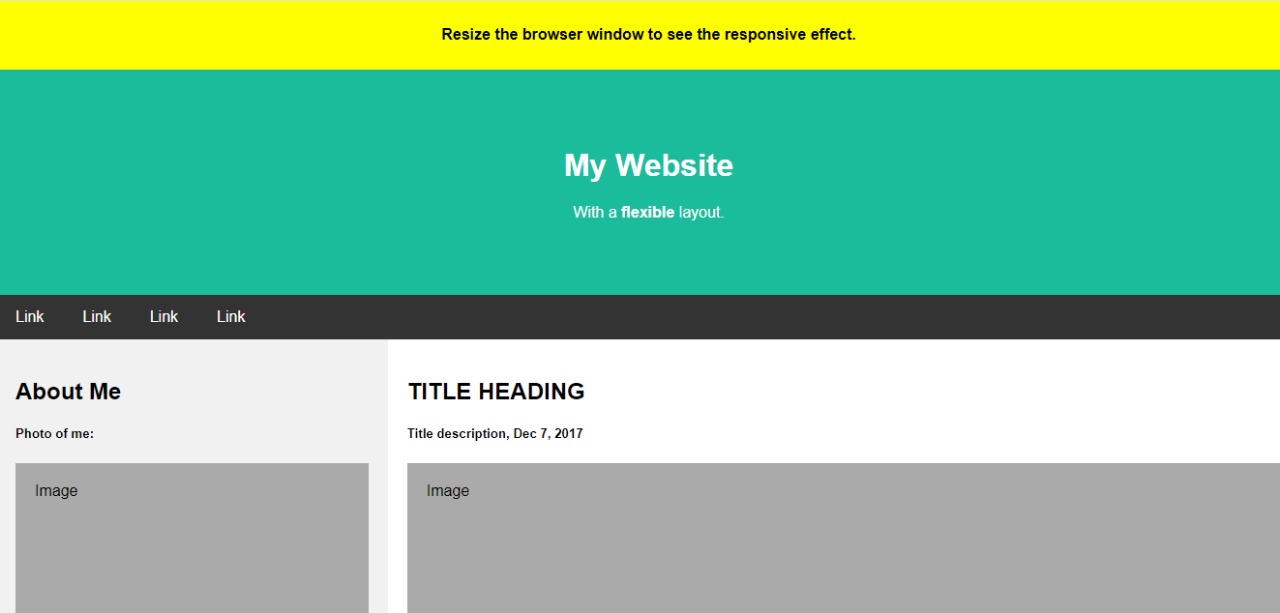 Resize the browser window to see the responsive effect.
My Website
With a flexible layout.
Link Link Link Link
About Me
Photo of me:
Image
TITLE HEADING
Title description, Dec 7, 2017
Image